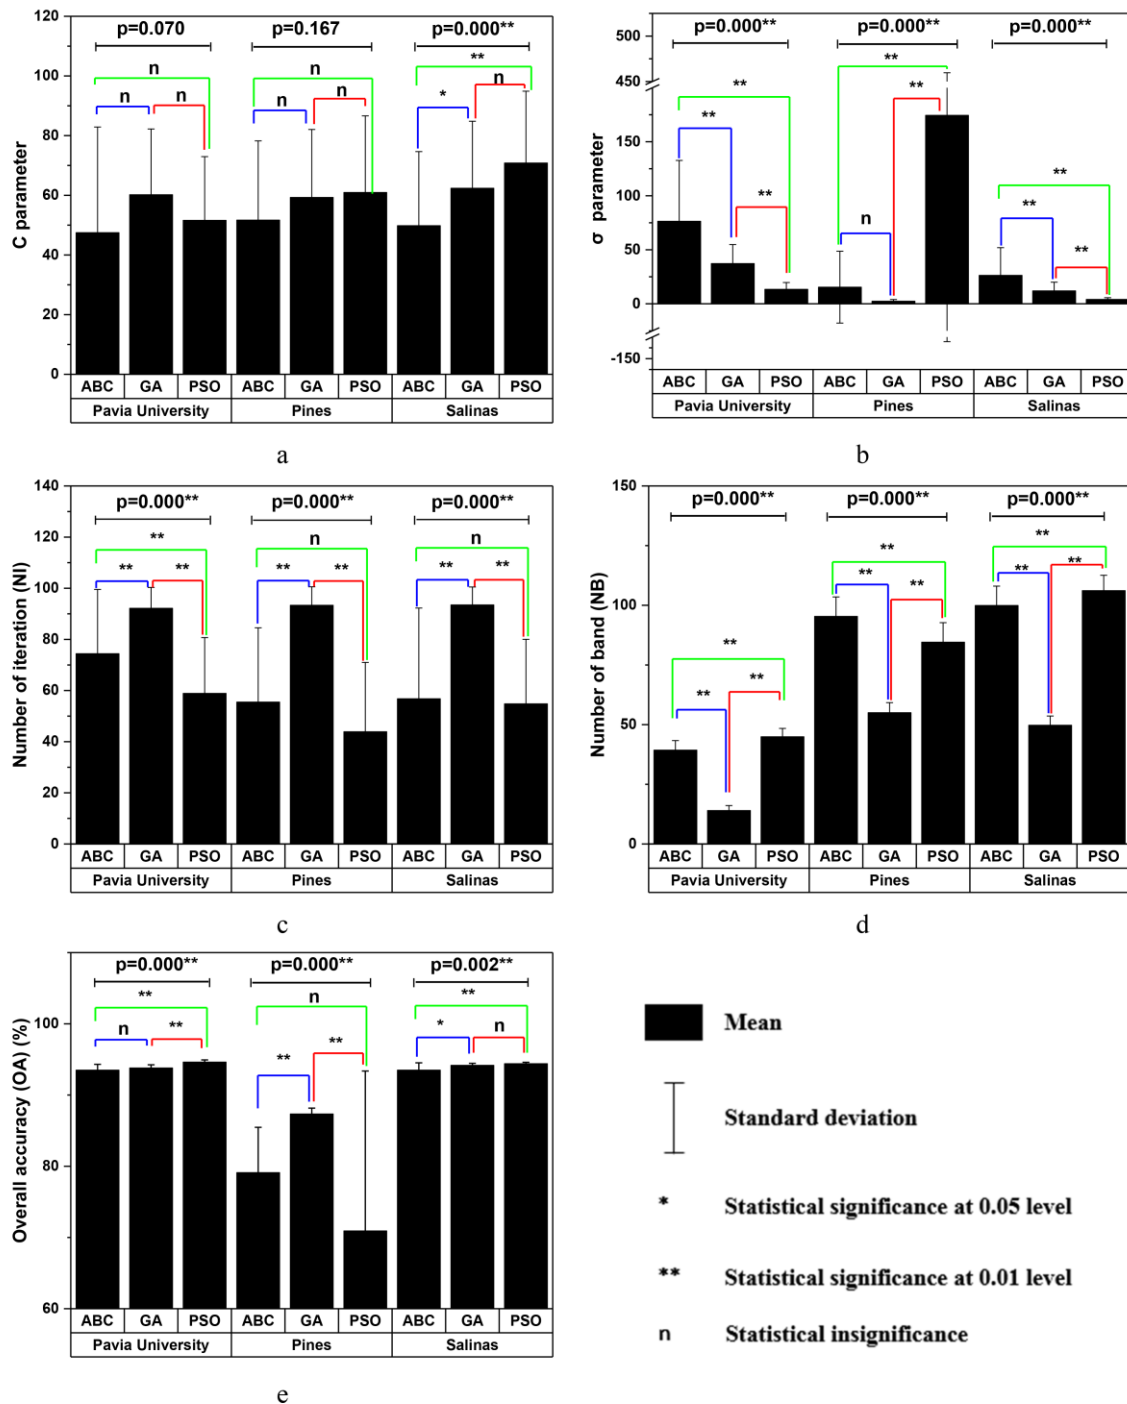 120
100
80
60
40
20
0
C parameter
p=0.070
p=0.167
p=0.000**
n
n
**
n
n
n
n
*
n
ABC GA PSO ABC GA PSO ABC GA PSO
Pavia University Pines Salinas
a
500
450
175
150
125
100
75
50
25
0
-150
σ parameter
p=0.000**
p=0.000**
p=0.000**
**
**
**
**
**
n
**
**
**
ABC GA PSO ABC GA PSO ABC GA PSO
Pavia University Pines Salinas
b
140
120
100
80
60
40
20
0
Number of iteration (NI)
p=0.000**
p=0.000**
p=0.000**
**
n
n
**
**
**
**
**
**
ABC GA PSO ABC GA PSO ABC GA PSO
Pavia University Pines Salinas
c
150
100
50
0
Number of band (NB)
p=0.000**
p=0.000**
p=0.000**
**
**
**
**
**
**
**
**
**
ABC GA PSO ABC GA PSO ABC GA PSO
Pavia University Pines Salinas
d
100
80
60
Overall accuracy (OA) (%)
p=0.000**
p=0.000**
p=0.002**
**
n
**
n
**
**
**
*
n
ABC GA PSO ABC GA PSO ABC GA PSO
Pavia University Pines Salinas
e
Mean
Standard deviation
* Statistical significance at 0.05 level
** Statistical significance at 0.01 level
n Statistical insignificance